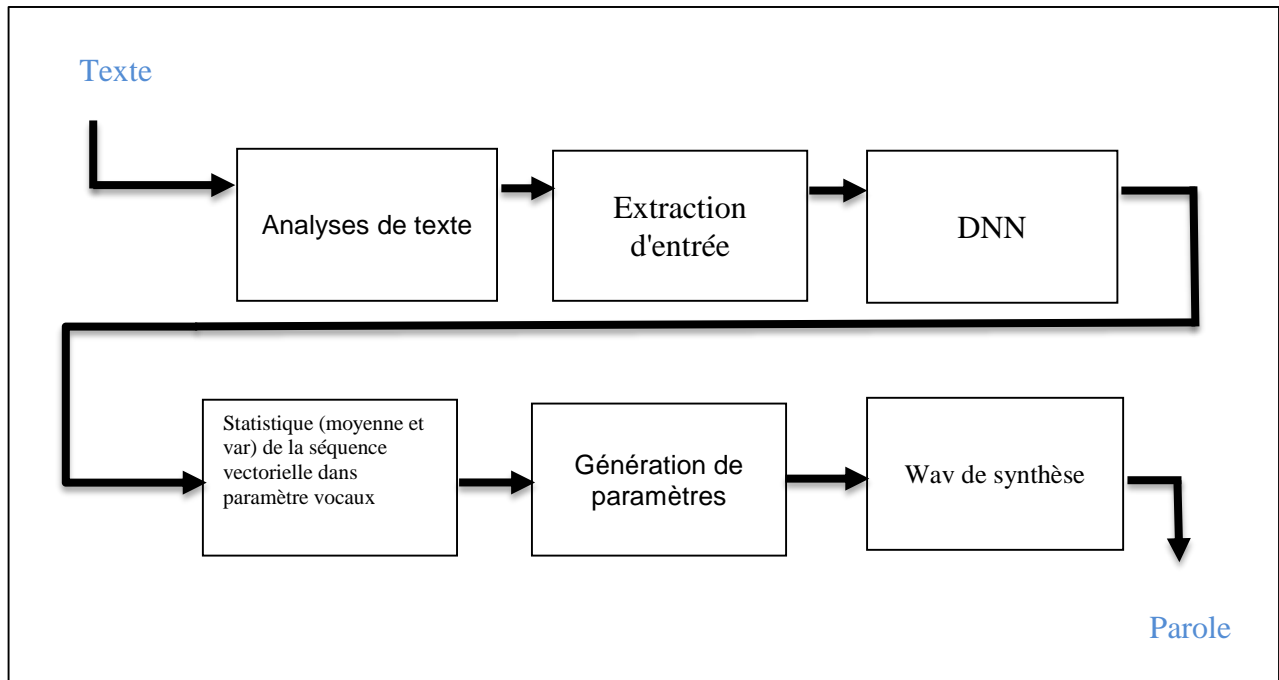 Texte
Analyses de texte
Extraction
d'entrée
DNN
Statistique (moyenne et
var) de la séquence
vectorielle dans
paramètre vocaux
Génération de
paramètres
Wav de synthèse
Parole